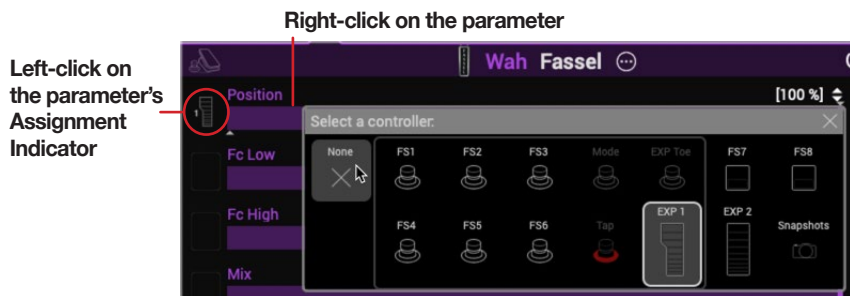 Right-click on the parameter
Left-click on
the parameter's
Assignment
Indicator
Wah Fassel
Position [100 %]
1
Select a controller:
None FS1 FS2 FS3 Mode EXP Toe FS7 FS8
Fc Low
Fc High
FS4 FS5 FS6 Tap EXP 1 EXP 2 Snapshots
Mix